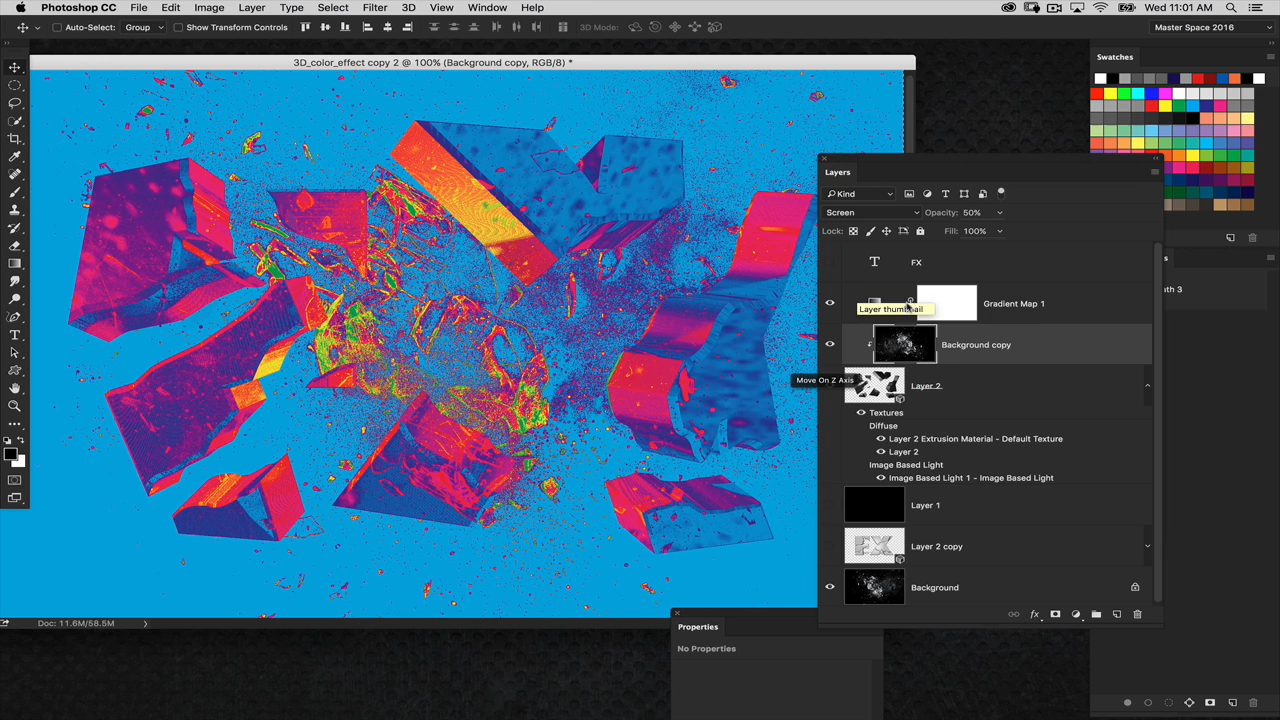 Photoshop CC File Edit Image Layer Type Select Filter 3D View Window Help Wed 11:01 AM
Auto-Select: Group Show Transform Controls 3D Mode: Master Space 2016
3D_color_effect copy 2 @ 100% (Background copy, RGB/8) *
Swatches
Layers
Kind
Screen Opacity: 50%
Lock: Fill: 100%
T FX
Gradient Map 1
Layer thumbnail
Background copy
Move On Z Axis
Layer 2
Textures
Diffuse
Layer 2 Extrusion Material - Default Texture
Layer 2
Image Based Light
Image Based Light 1 - Image Based Light
Layer 1
FX
Layer 2 copy
Background
fx
Doc: 11.6M/58.5M
Properties
No Properties
s
th 3